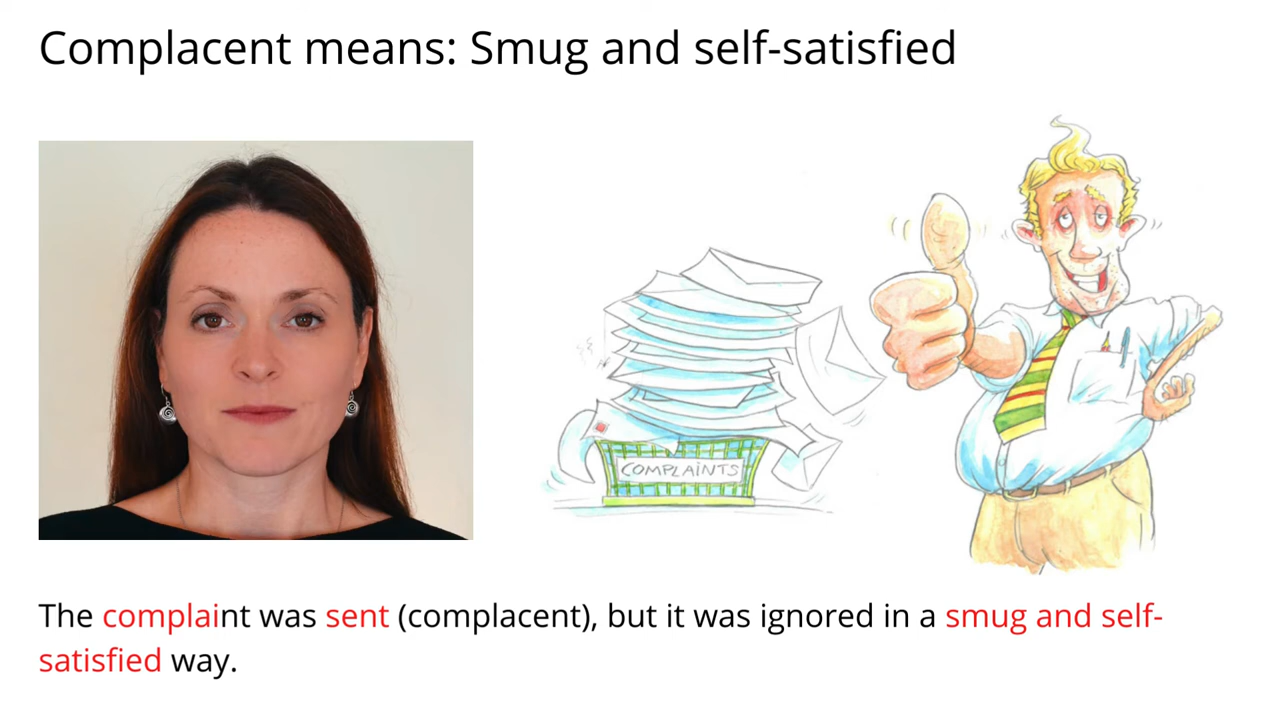 Complacent means: Smug and self-satisfied
COMPLAINTS
The complaint was sent (complacent), but it was ignored in a smug and self-
satisfied way.